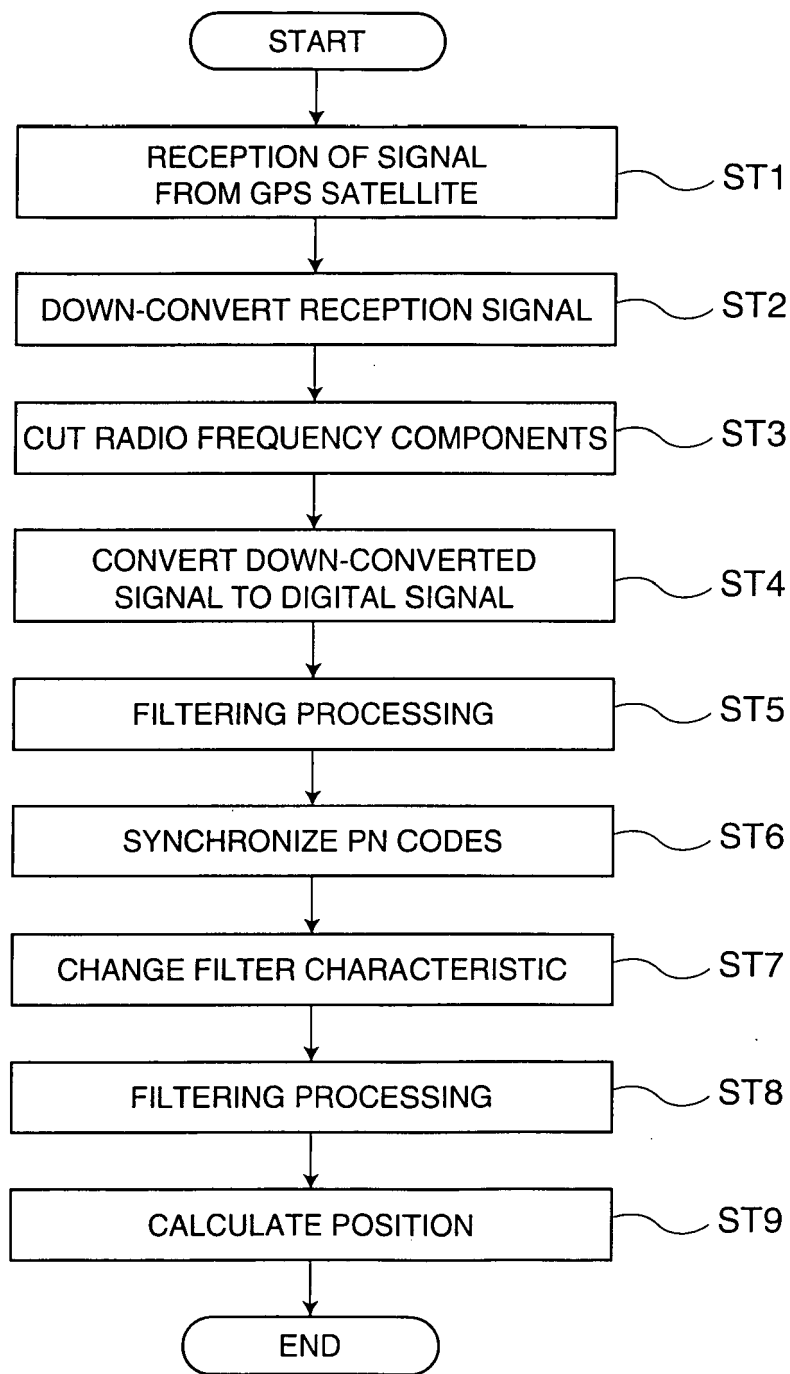 START
RECEPTION OF SIGNAL
FROM GPS SATELLITE
ST1
DOWN-CONVERT RECEPTION SIGNAL
ST2
CUT RADIO FREQUENCY COMPONENTS
ST3
CONVERT DOWN-CONVERTED
SIGNAL TO DIGITAL SIGNAL
ST4
FILTERING PROCESSING
ST5
SYNCHRONIZE PN CODES
ST6
CHANGE FILTER CHARACTERISTIC
ST7
FILTERING PROCESSING
ST8
CALCULATE POSITION
ST9
END